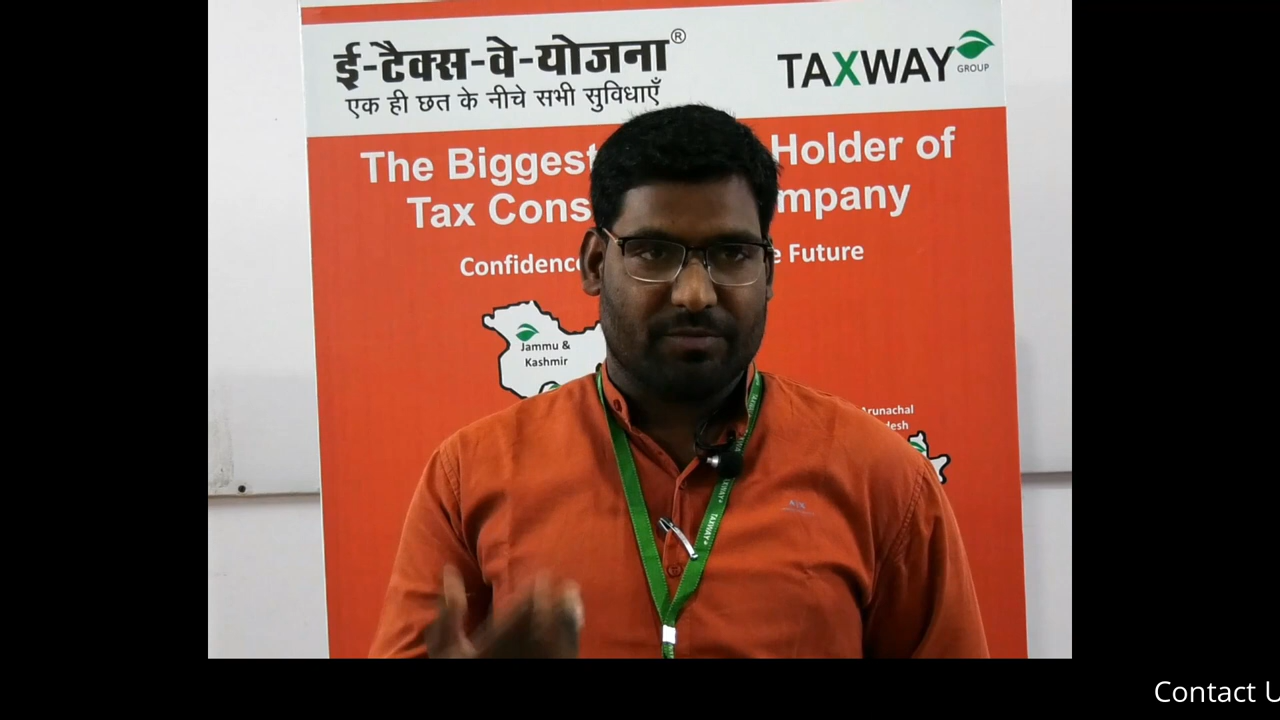 ई-टैक्स-वे-योजना®
एक ही छत के नीचे सभी सुविधाएँ
TAXWAY
GROUP
The Biggest Holder of
Tax Cons mpany
Confidence e Future
Jammu &
Kashmir
Arunachal
desh
TAXWAY
Contact U